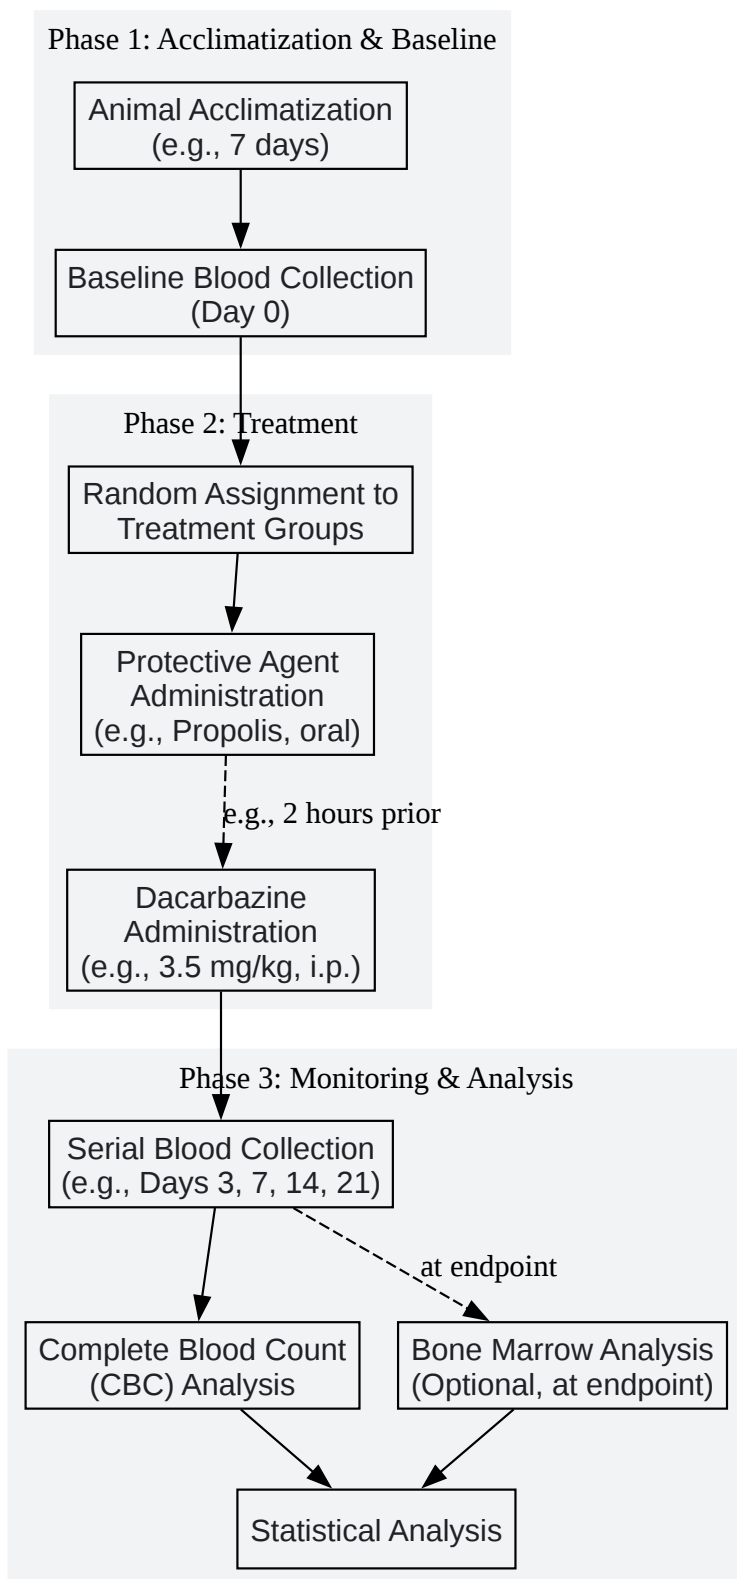 Phase 1: Acclimatization & Baseline
Animal Acclimatization
(e.g., 7 days)
Baseline Blood Collection
(Day 0)
Phase 2: Treatment
Random Assignment to
Treatment Groups
Protective Agent
Administration
(e.g., Propolis, oral)
e.g., 2 hours prior
Dacarbazine
Administration
(e.g., 3.5 mg/kg, i.p.)
Phase 3: Monitoring & Analysis
Serial Blood Collection
(e.g., Days 3, 7, 14, 21)
at endpoint
Complete Blood Count
(CBC) Analysis
Bone Marrow Analysis
(Optional, at endpoint)
Statistical Analysis